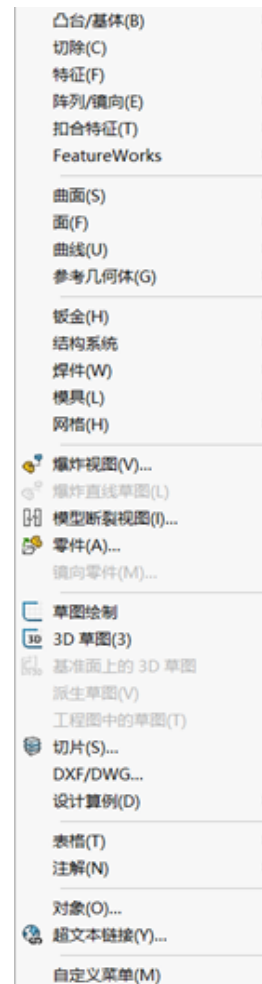 凸台/基体(B)
切除(C)
特征(F)
阵列/镜向(E)
扣合特征(T)
FeatureWorks
曲面(S)
面(F)
曲线(U)
参考几何体(G)
钣金(H)
结构系统
焊件(W)
模具(L)
网格(H)
爆炸视图(V)...
爆炸直线草图(L)
模型断裂视图(I)...
零件(A)...
镜向零件(M)...
草图绘制
3D 草图(3)
基准面上的 3D 草图
派生草图(V)
工程图中的草图(T)
切片(S)...
DXF/DWG...
设计算例(D)
表格(T)
注解(N)
对象(O)...
超文本链接(Y)...
自定义菜单(M)